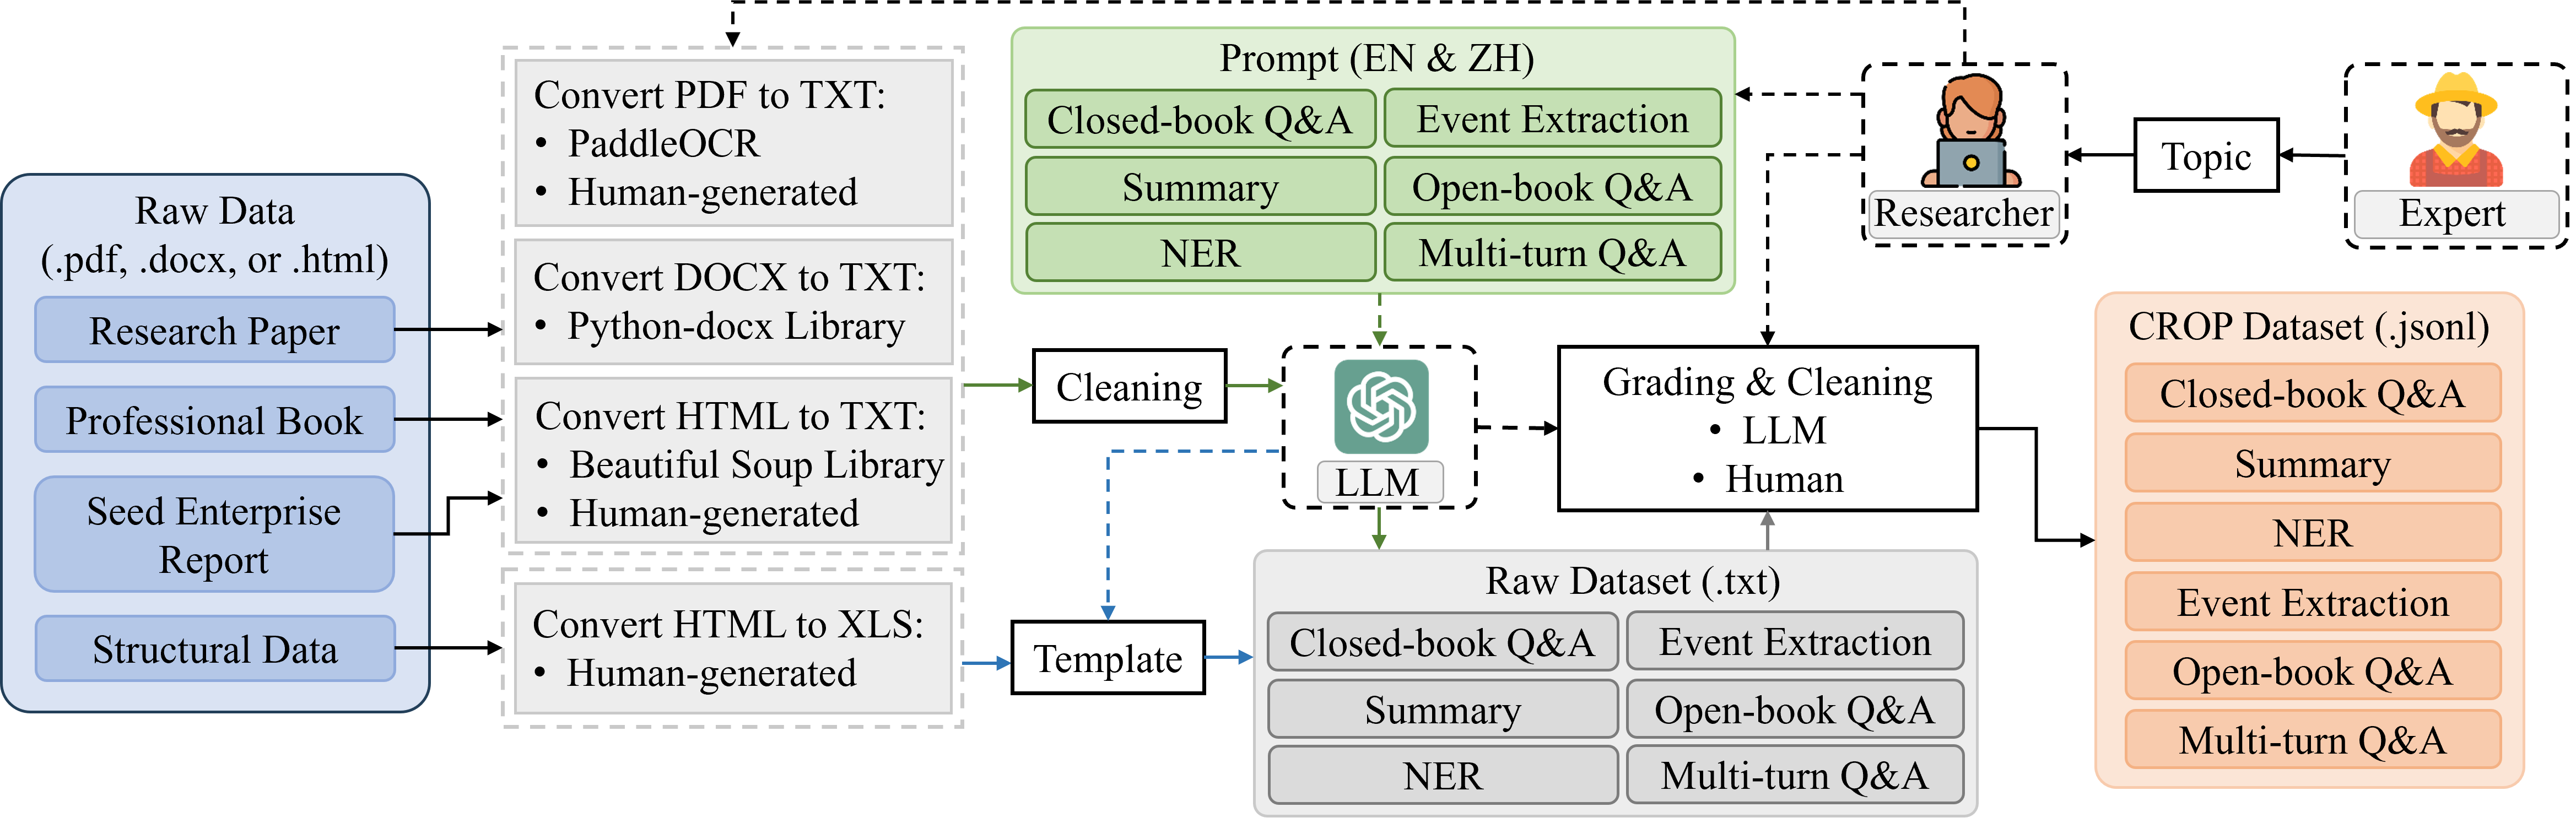 Raw Data
(.pdf, .docx, or .html)
Research Paper
Professional Book
Seed Enterprise
Report
Structural Data
Convert PDF to TXT:
• PaddleOCR
• Human-generated
Convert DOCX to TXT:
• Python-docx Library
Convert HTML to TXT:
• Beautiful Soup Library
• Human-generated
Convert HTML to XLS:
• Human-generated
Prompt (EN & ZH)
Closed-book Q&A
Event Extraction
Summary
Open-book Q&A
NER
Multi-turn Q&A
Cleaning
LLM
Template
Raw Dataset (.txt)
Closed-book Q&A
Event Extraction
Summary
Open-book Q&A
NER
Multi-turn Q&A
Grading & Cleaning
• LLM
• Human
Researcher
Topic
Expert
CROP Dataset (.jsonl)
Closed-book Q&A
Summary
NER
Event Extraction
Open-book Q&A
Multi-turn Q&A